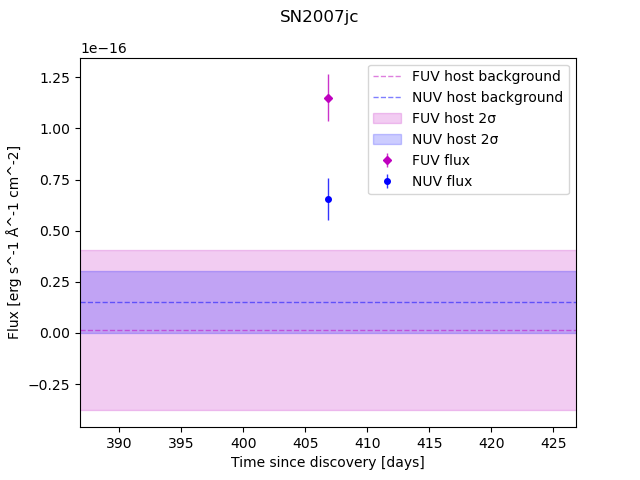 SN2007jc
1e−16
FUV host background
NUV host background
FUV host 2σ
NUV host 2σ
FUV flux
NUV flux
1.25
1.00
0.75
0.50
0.25
0.00
−0.25
Flux [erg s^-1 Å^-1 cm^-2]
390 395 400 405 410 415 420 425
Time since discovery [days]